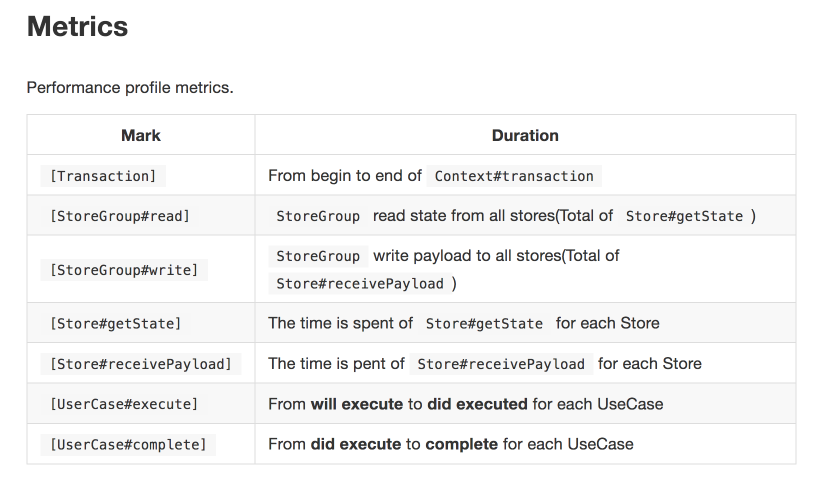 Metrics
Performance profile metrics.
Mark Duration
[Transaction] From begin to end of Context#transaction
[StoreGroup#read] StoreGroup read state from all stores(Total of Store#getState )
[StoreGroup#write] StoreGroup write payload to all stores(Total of
Store#receivePayload )
[Store#getState] The time is spent of Store#getState for each Store
[Store#receivePayload] The time is pent of Store#receivePayload for each Store
[UserCase#execute] From will execute to did executed for each UseCase
[UserCase#complete] From did execute to complete for each UseCase